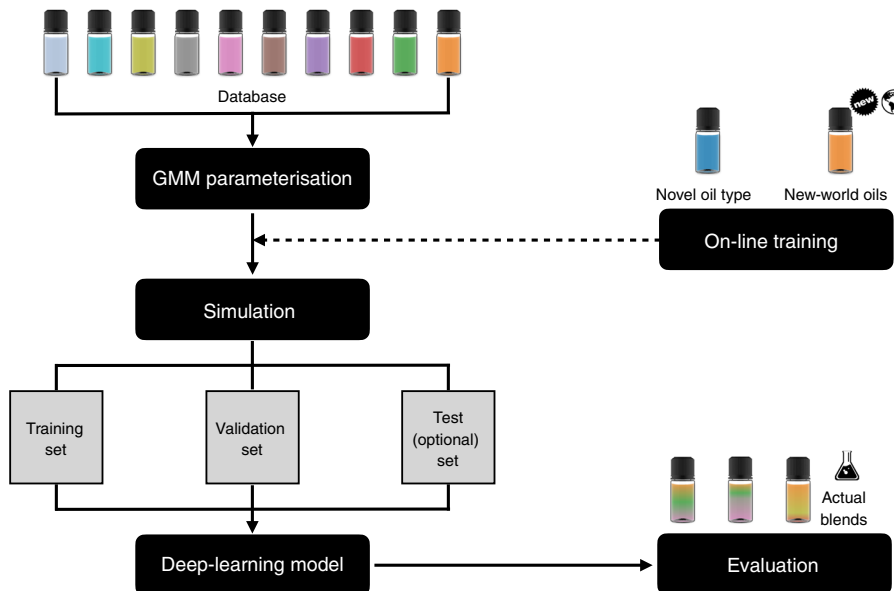 Database
GMM parameterisation
new
Novel oil type
New-world oils
On-line training
Simulation
Training
set
Validation
set
Test
(optional)
set
Actual
blends
Deep-learning model
Evaluation